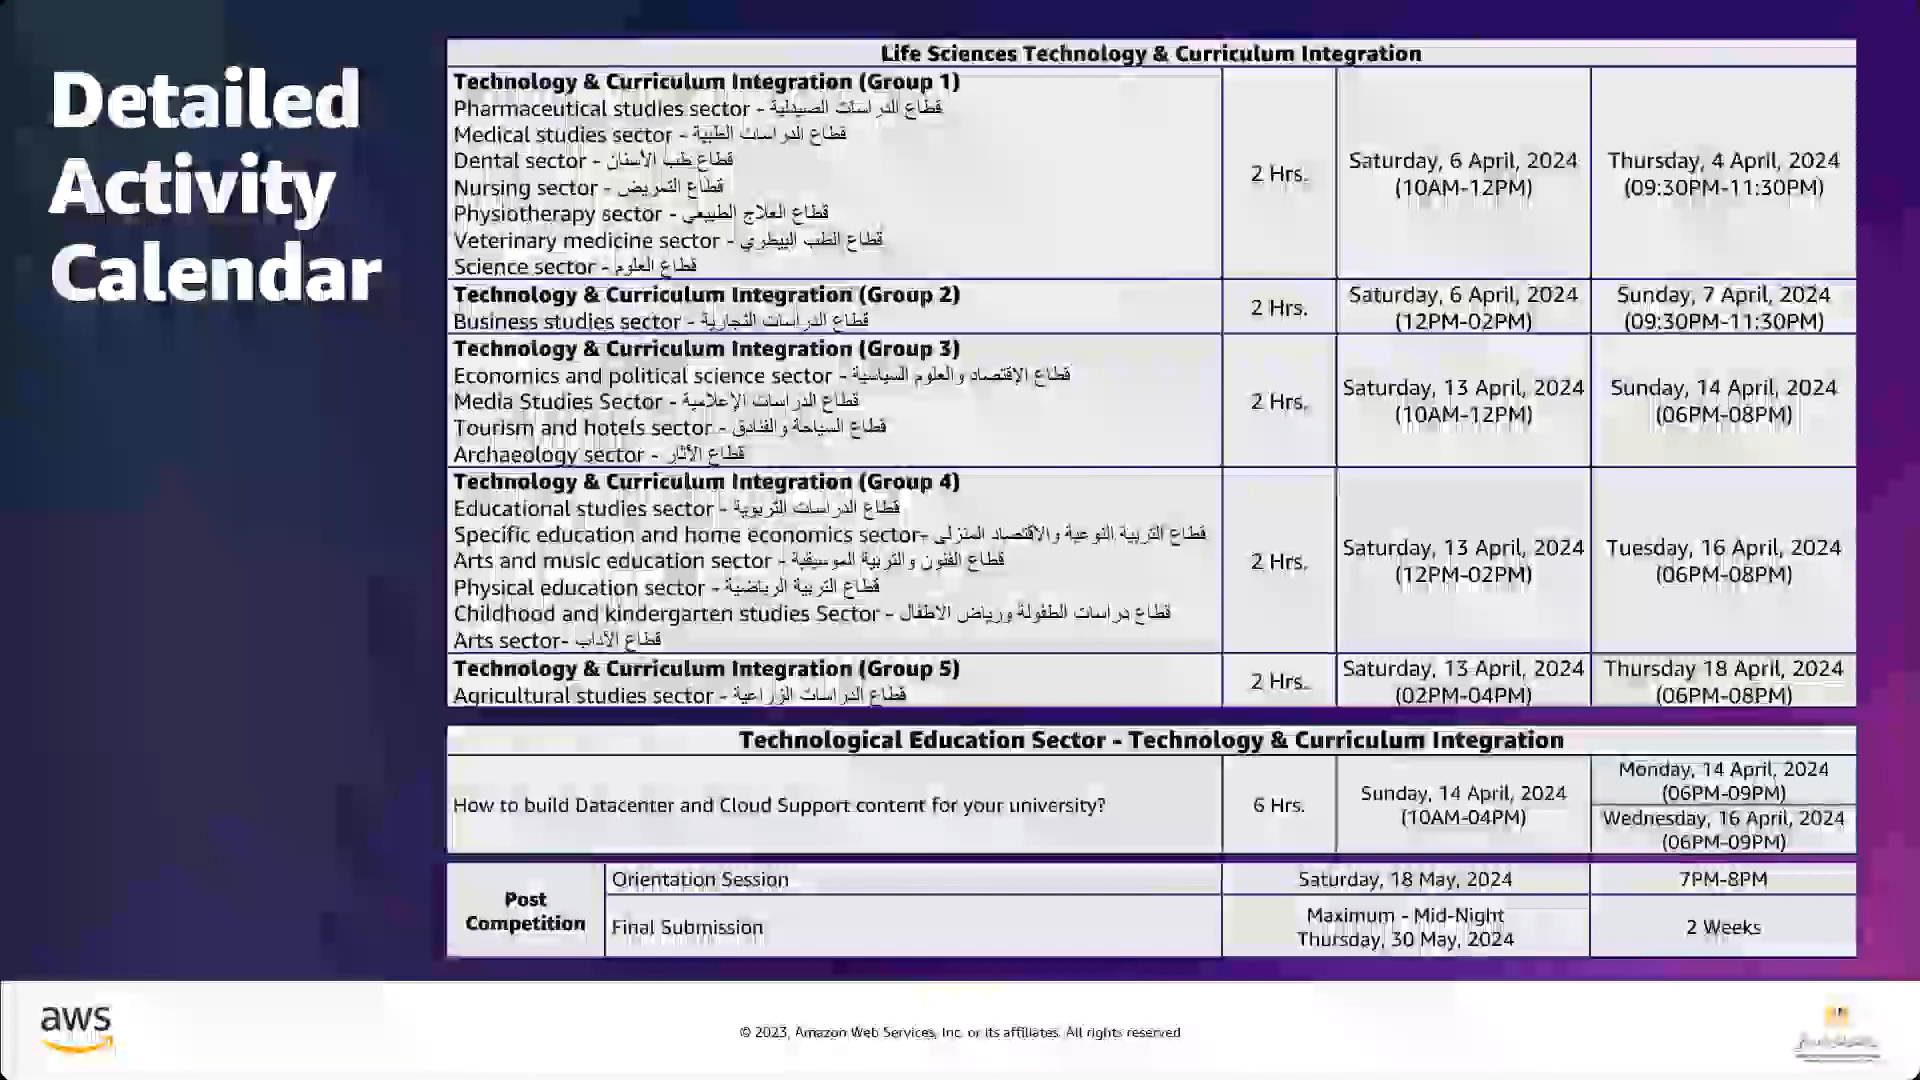 Detailed
Activity
Calendar
Life Sciences Technology & Curriculum Integration
Technology & Curriculum Integration (Group 1)
Pharmaceutical studies sector - قطاع الدراسات الصيدلية
Medical studies sector - قطاع الدراسات الطبية
Dental sector - قطاع طب الأسنان
Nursing sector - قطاع التمريض
Physiotherapy sector - قطاع العلاج الطبيعي
Veterinary medicine sector - قطاع الطب البيطري
Science sector - قطاع العلوم
2 Hrs.
Saturday, 6 April, 2024
(10AM-12PM)
Thursday, 4 April, 2024
(09:30PM-11:30PM)
Technology & Curriculum Integration (Group 2)
Business studies sector - قطاع الدراسات التجارية
2 Hrs.
Saturday, 6 April, 2024
(12PM-02PM)
Sunday, 7 April, 2024
(09:30PM-11:30PM)
Technology & Curriculum Integration (Group 3)
Economics and political science sector - قطاع الإقتصاد والعلوم السياسية
Media Studies Sector - قطاع الدراسات الإعلامية
Tourism and hotels sector - قطاع السياحة والفنادق
Archaeology sector - قطاع الأثار
2 Hrs.
Saturday, 13 April, 2024
(10AM-12PM)
Sunday, 14 April, 2024
(06PM-08PM)
Technology & Curriculum Integration (Group 4)
Educational studies sector - قطاع الدراسات التربوية
Specific education and home economics sector- قطاع التربية النوعية والاقتصاد المنزلى
Arts and music education sector - قطاع الفنون والتربية الموسيقية
Physical education sector - قطاع التربية الرياضية
Childhood and kindergarten studies Sector - قطاع دراسات الطفولة ورياض الاطفال
Arts sector- قطاع الآداب
2 Hrs.
Saturday, 13 April, 2024
(12PM-02PM)
Tuesday, 16 April, 2024
(06PM-08PM)
Technology & Curriculum Integration (Group 5)
Agricultural studies sector - قطاع الدراسات الزراعية
2 Hrs.
Saturday, 13 April, 2024
(02PM-04PM)
Thursday 18 April, 2024
(06PM-08PM)
Technological Education Sector - Technology & Curriculum Integration
How to build Datacenter and Cloud Support content for your university?
6 Hrs.
Sunday, 14 April, 2024
(10AM-04PM)
Monday, 14 April, 2024
(06PM-09PM)
Wednesday, 16 April, 2024
(06PM-09PM)
Post
Competition
Orientation Session
Saturday, 18 May, 2024
7PM-8PM
Final Submission
Maximum - Mid-Night
Thursday, 30 May, 2024
2 Weeks
aws
© 2023, Amazon Web Services, Inc. or its affiliates. All rights reserved